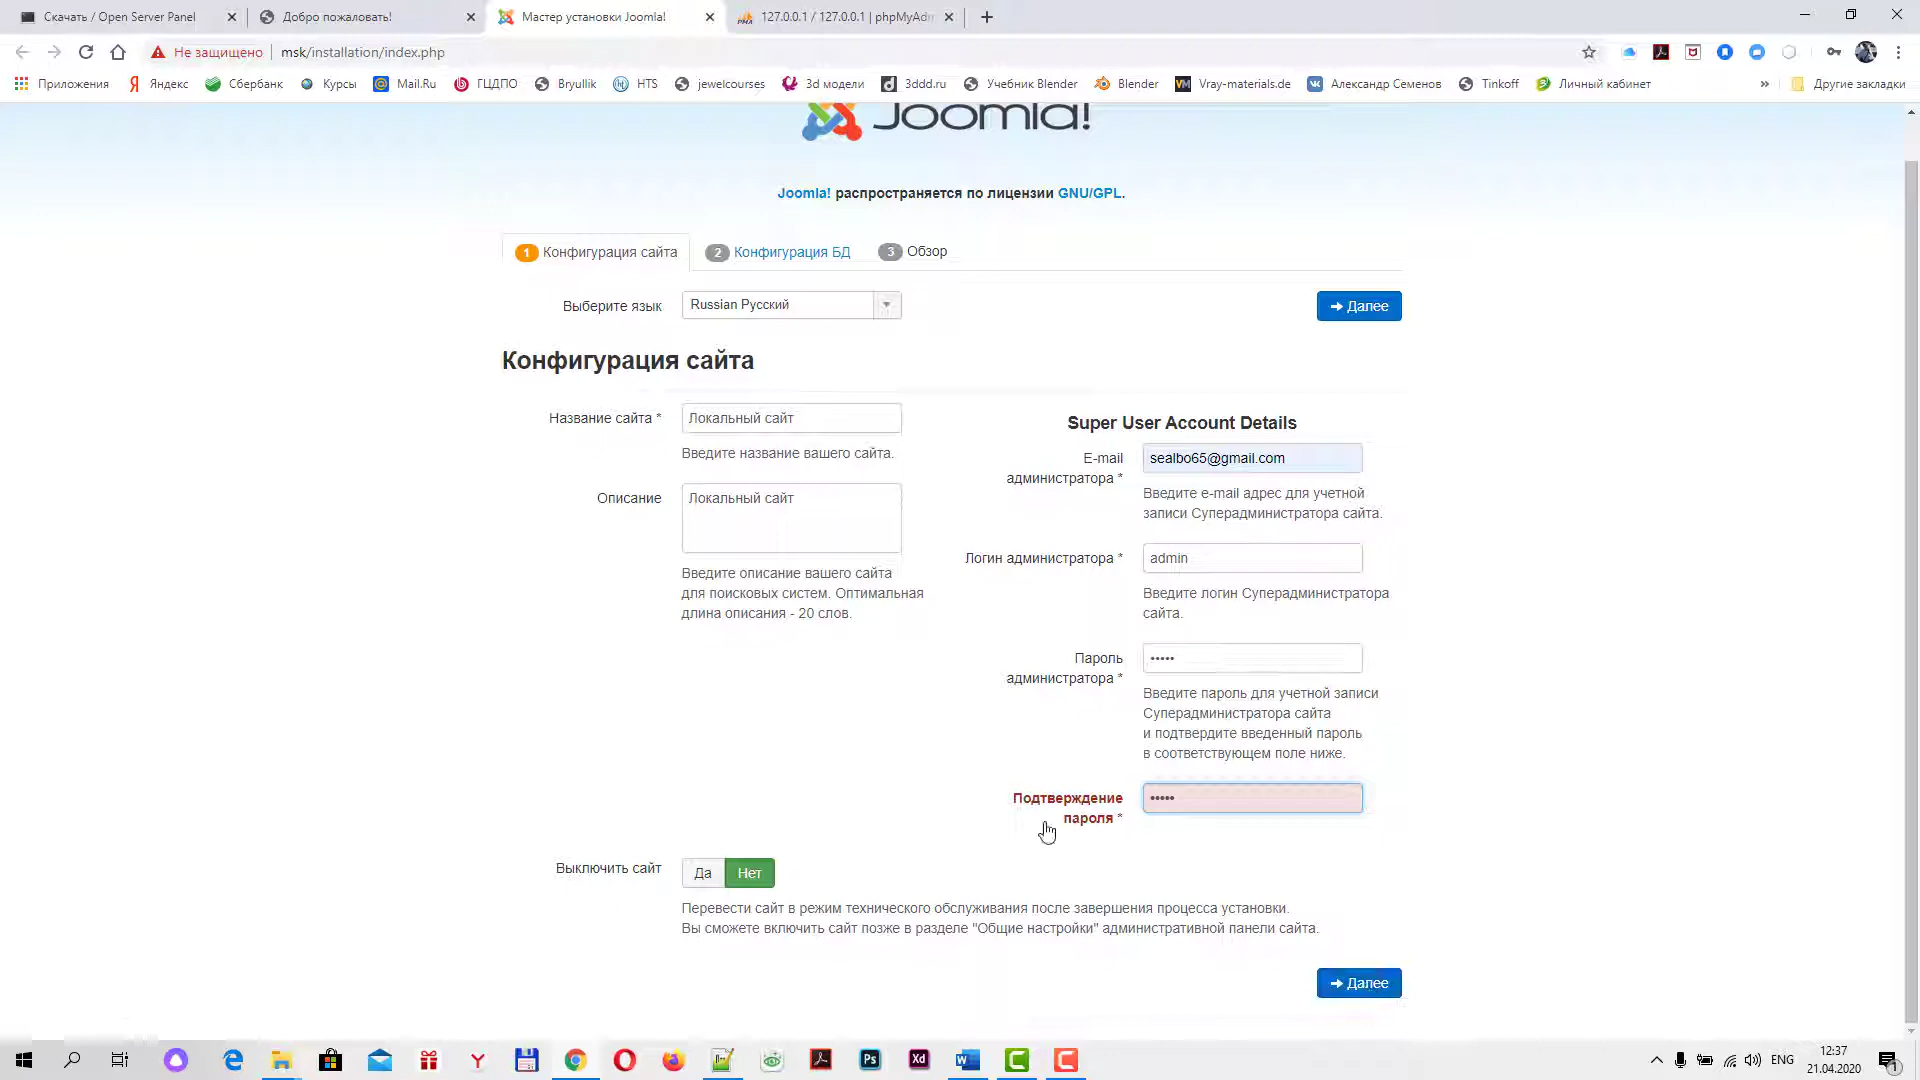 Скачать / Open Server Panel
Добро пожаловать!
Мастер установки Joomla!
127.0.0.1 / 127.0.0.1 | phpMyAdm
Не защищено
msk/installation/index.php
Приложения
Яндекс
Сбербанк
Курсы
Mail.Ru
ГЦДПО
Bryullik
HTS
jewelcourses
3d модели
3ddd.ru
Учебник Blender
Blender
Vray-materials.de
Александр Семенов
Tinkoff
Личный кабинет
»
Другие закладки
Joomla!
Joomla! распространяется по лицензии GNU/GPL.
1 Конфигурация сайта
2 Конфигурация БД
3 Обзор
Выберите язык
Russian Русский
Далее
Конфигурация сайта
Название сайта *
Локальный сайт
Введите название вашего сайта.
Описание
Локальный сайт
Введите описание вашего сайта
для поисковых систем. Оптимальная
длина описания - 20 слов.
Super User Account Details
E-mail
администратора *
sealbo65@gmail.com
Введите e-mail адрес для учетной
записи Суперадминистратора сайта.
Логин администратора *
admin
Введите логин Суперадминистратора
сайта.
Пароль
администратора *
•••••
Введите пароль для учетной записи
Суперадминистратора сайта
и подтвердите введенный пароль
в соответствующем поле ниже.
Подтверждение
пароля *
•••••
Выключить сайт
Да
Нет
Перевести сайт в режим технического обслуживания после завершения процесса установки.
Вы сможете включить сайт позже в разделе "Общие настройки" административной панели сайта.
Далее
ENG
12:37
21.04.2020